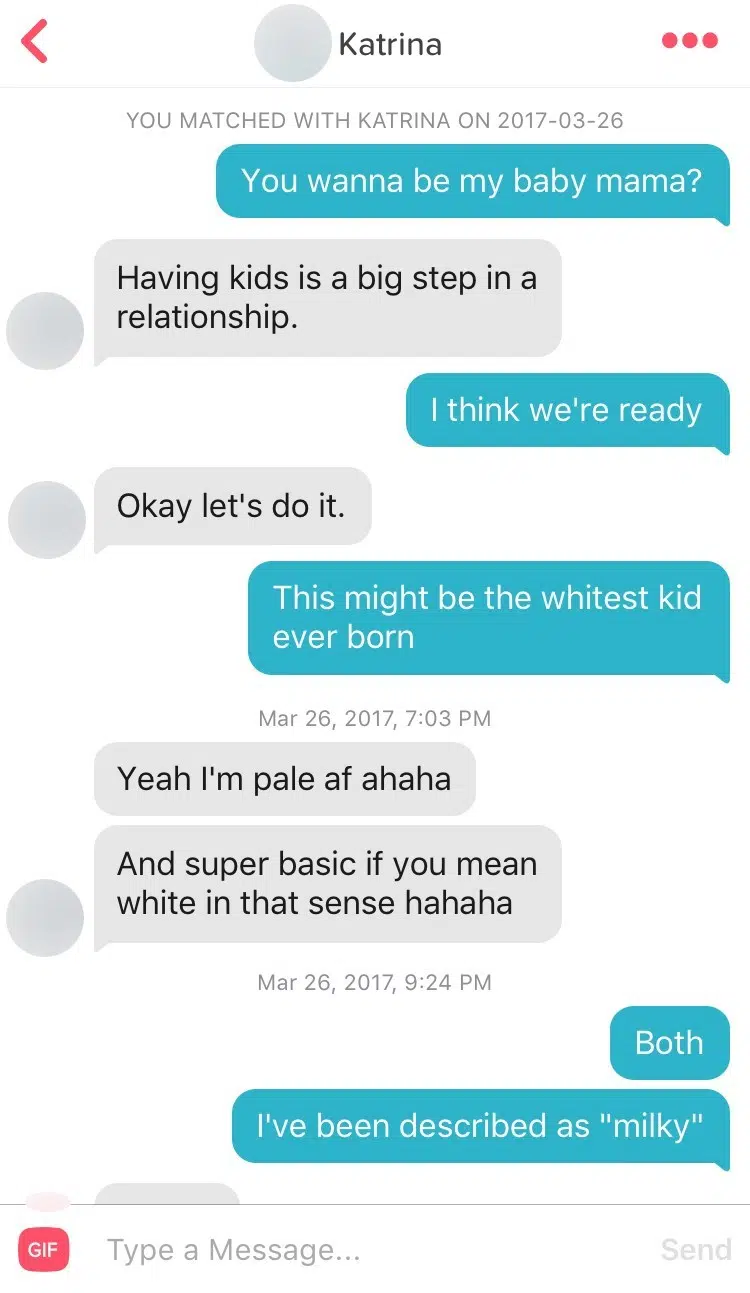 Katrina
YOU MATCHED WITH KATRINA ON 2017-03-26
You wanna be my baby mama?
Having kids is a big step in a
relationship.
I think we're ready
Okay let's do it.
This might be the whitest kid
ever born
Mar 26, 2017, 7:03 PM
Yeah I'm pale af ahaha
And super basic if you mean
white in that sense hahaha
Mar 26, 2017, 9:24 PM
Both
I've been described as "milky"
GIF
Type a Message...
Send